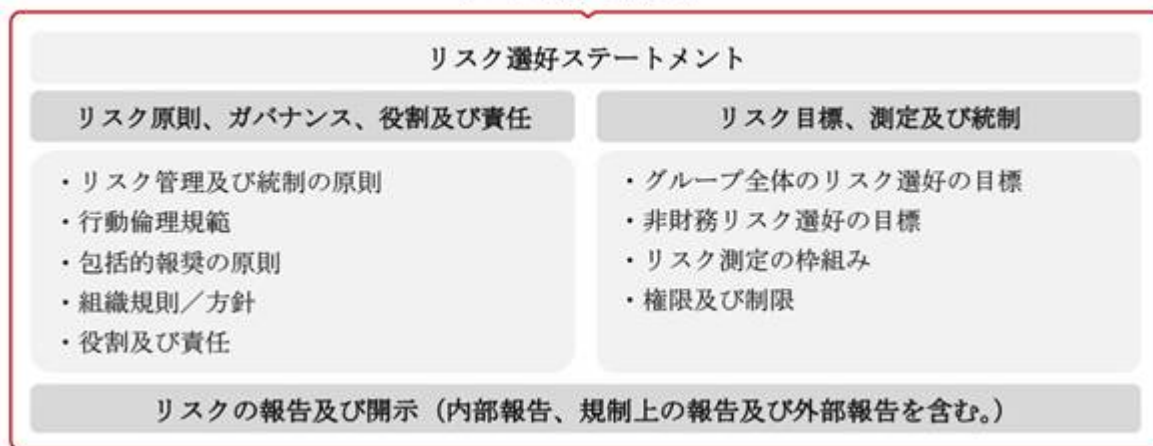 リスク選好ステートメント
リスク原則、ガバナンス、役割及び責任
・リスク管理及び統制の原則
・行動倫理規範
・包括的報奨の原則
・組織規則／方針
・役割及び責任
リスク目標、測定及び統制
・グループ全体のリスク選好の目標
・非財務リスク選好の目標
・リスク測定の枠組み
・権限及び制限
リスクの報告及び開示（内部報告、規制上の報告及び外部報告を含む。）